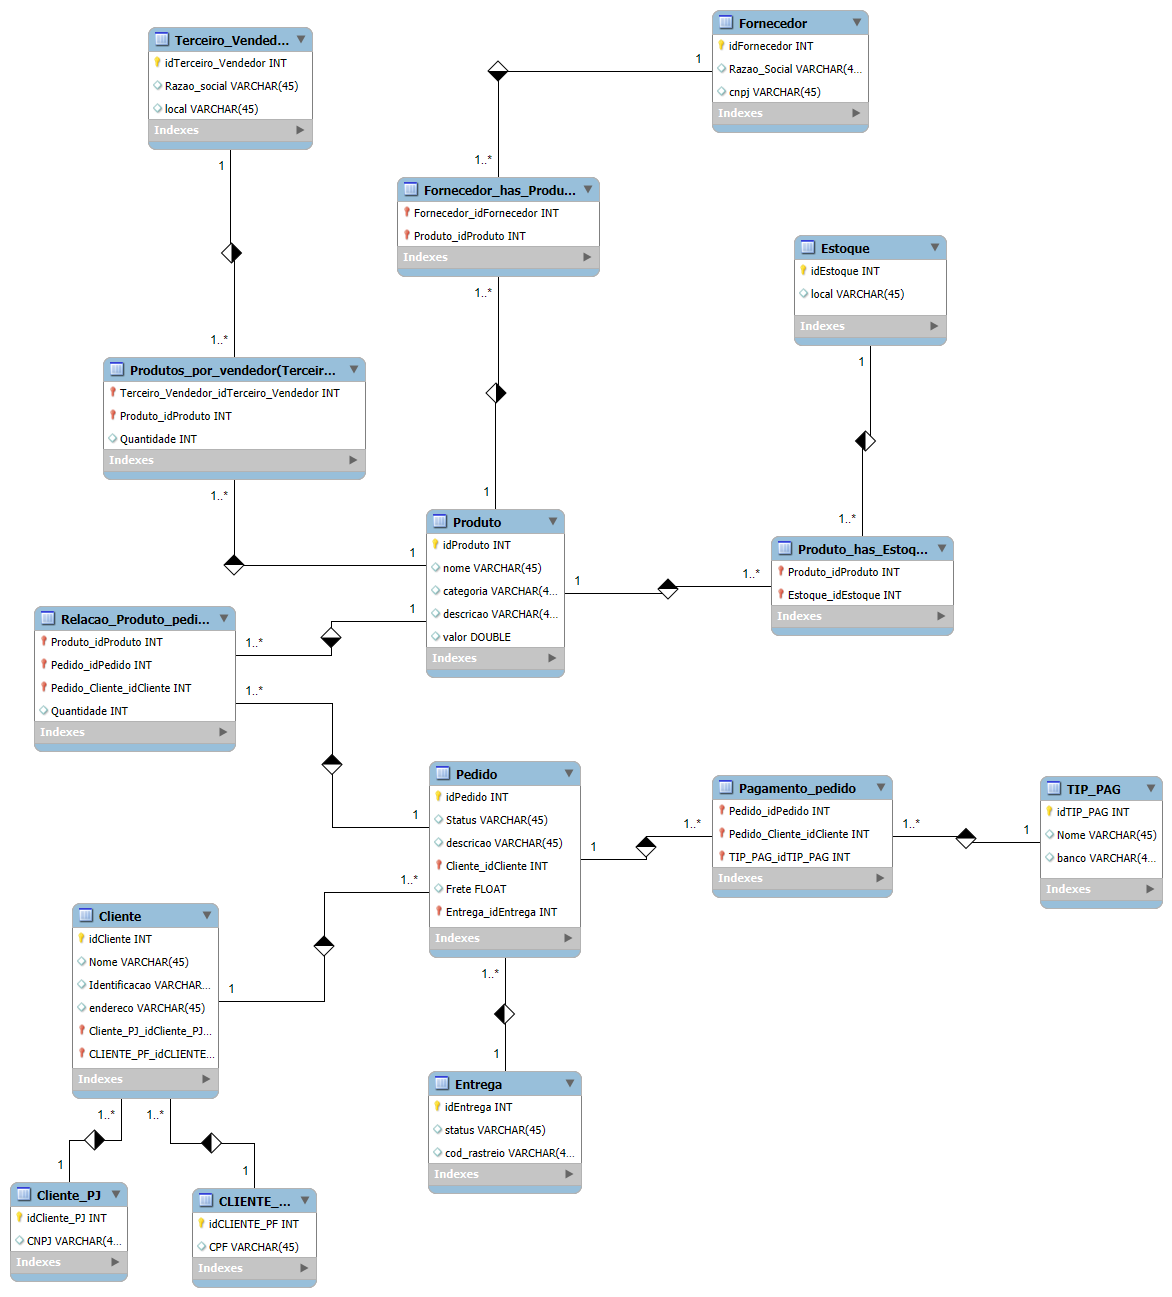 Terceiro_Vended...
idTerceiro_Vendedor INT
Razao_social VARCHAR(45)
local VARCHAR(45)
Indexes
1
1..*
Fornecedor
idFornecedor INT
Razao_Social VARCHAR(4...
cnpj VARCHAR(45)
Indexes
1
1..*
Fornecedor_has_Produ...
Fornecedor_idFornecedor INT
Produto_idProduto INT
Indexes
1..*
1
Estoque
idEstoque INT
local VARCHAR(45)
Indexes
1
1..*
Produtos_por_vendedor(Terceir...
Terceiro_Vendedor_idTerceiro_Vendedor INT
Produto_idProduto INT
Quantidade INT
Indexes
1..*
1
Produto
idProduto INT
nome VARCHAR(45)
categoria VARCHAR(4...
descricao VARCHAR(4...
valor DOUBLE
Indexes
1
1..*
Produto_has_Estoq...
Produto_idProduto INT
Estoque_idEstoque INT
Indexes
Relacao_Produto_pedi...
Produto_idProduto INT
Pedido_idPedido INT
Pedido_Cliente_idCliente INT
Quantidade INT
Indexes
1..*
1
1..*
1
Pedido
idPedido INT
Status VARCHAR(45)
descricao VARCHAR(45)
Cliente_idCliente INT
Frete FLOAT
Entrega_idEntrega INT
Indexes
1
1..*
Pagamento_pedido
Pedido_idPedido INT
Pedido_Cliente_idCliente INT
TIP_PAG_idTIP_PAG INT
Indexes
1..*
1
TIP_PAG
idTIP_PAG INT
Nome VARCHAR(45)
banco VARCHAR(4...
Indexes
Cliente
idCliente INT
Nome VARCHAR(45)
Identificacao VARCHAR...
endereco VARCHAR(45)
Cliente_PJ_idCliente_PJ...
CLIENTE_PF_idCLIENTE...
Indexes
1
1..*
1..*
1
Entrega
idEntrega INT
status VARCHAR(45)
cod_rastreio VARCHAR(4...
Indexes
1..*
1
1..*
1
Cliente_PJ
idCliente_PJ INT
CNPJ VARCHAR(4...
Indexes
CLIENTE_...
idCLIENTE_PF INT
CPF VARCHAR(45)
Indexes